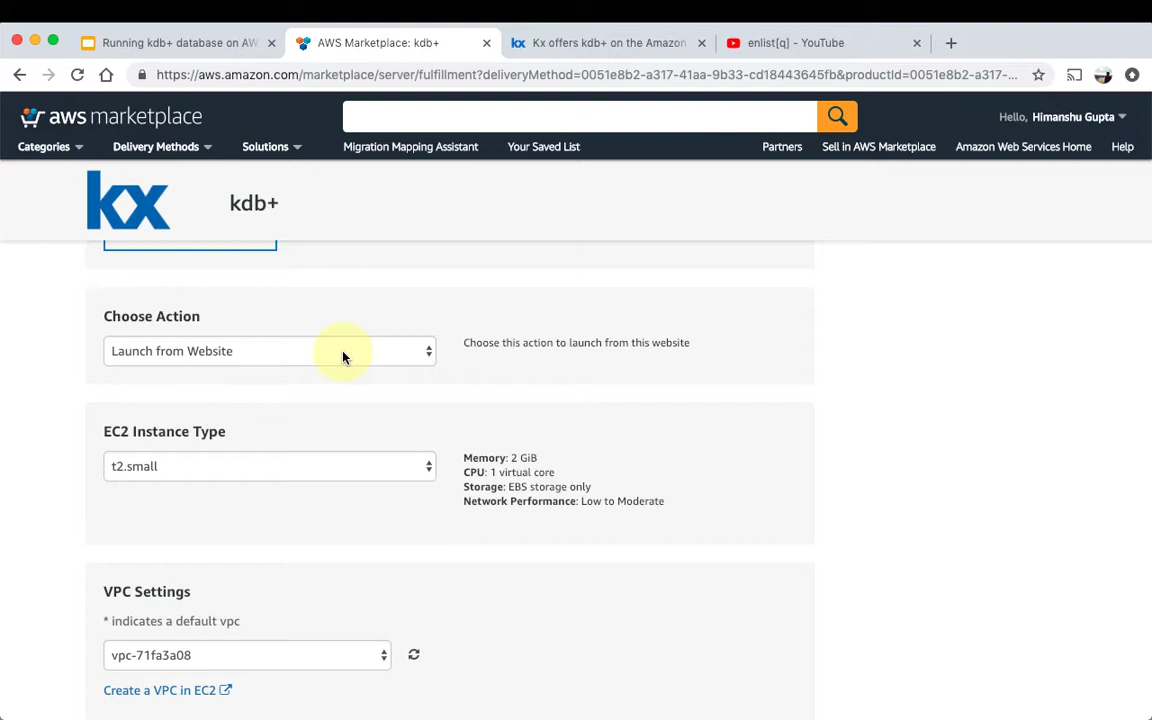 Running kdb+ database on AW
AWS Marketplace: kdb+
Kx offers kdb+ on the Amazon
enlist[q] - YouTube
https://aws.amazon.com/marketplace/server/fulfillment?deliveryMethod=0051e8b2-a317-41aa-9b33-cd18443645fb&productId=0051e8b2-a317-...
aws marketplace
Hello, Himanshu Gupta
Categories
Delivery Methods
Solutions
Migration Mapping Assistant
Your Saved List
Partners
Sell in AWS Marketplace
Amazon Web Services Home
Help
kx
kdb+
Choose Action
Launch from Website
Choose this action to launch from this website
EC2 Instance Type
t2.small
Memory: 2 GiB
CPU: 1 virtual core
Storage: EBS storage only
Network Performance: Low to Moderate
VPC Settings
* indicates a default vpc
vpc-71fa3a08
Create a VPC in EC2